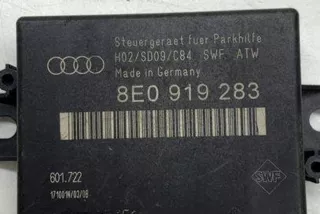 Steuergeraet fuer Parkhilfe
H02/SD09/C84 SWF ATW
Made in Germany
8E0 919 283
601.722
SWF